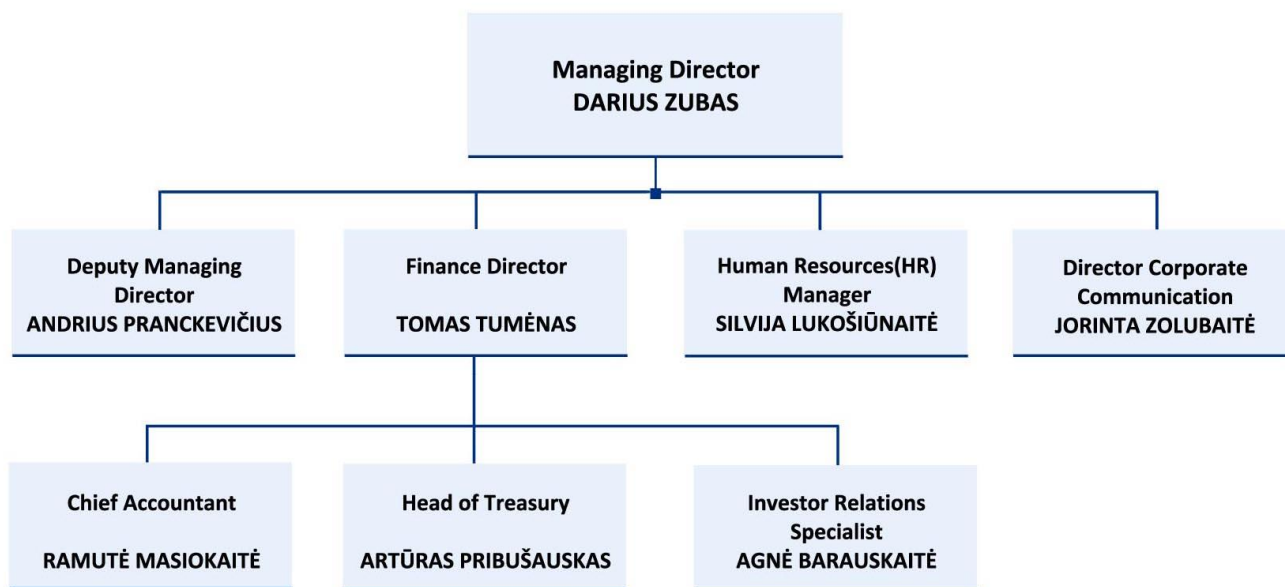 Managing Director
DARIUS ZUBAS
Deputy Managing
Director
ANDRIUS PRANCKEVIČIUS
Finance Director
TOMAS TUMĖNAS
Human Resources(HR)
Manager
SILVIJA LUKOŠIŪNAITĖ
Director Corporate
Communication
JORINTA ZOLUBAITĖ
Chief Accountant
RAMUTĖ MASIOKAITĖ
Head of Treasury
ARTŪRAS PRIBUŠAUSKAS
Investor Relations
Specialist
AGNĖ BARAUSKAITĖ